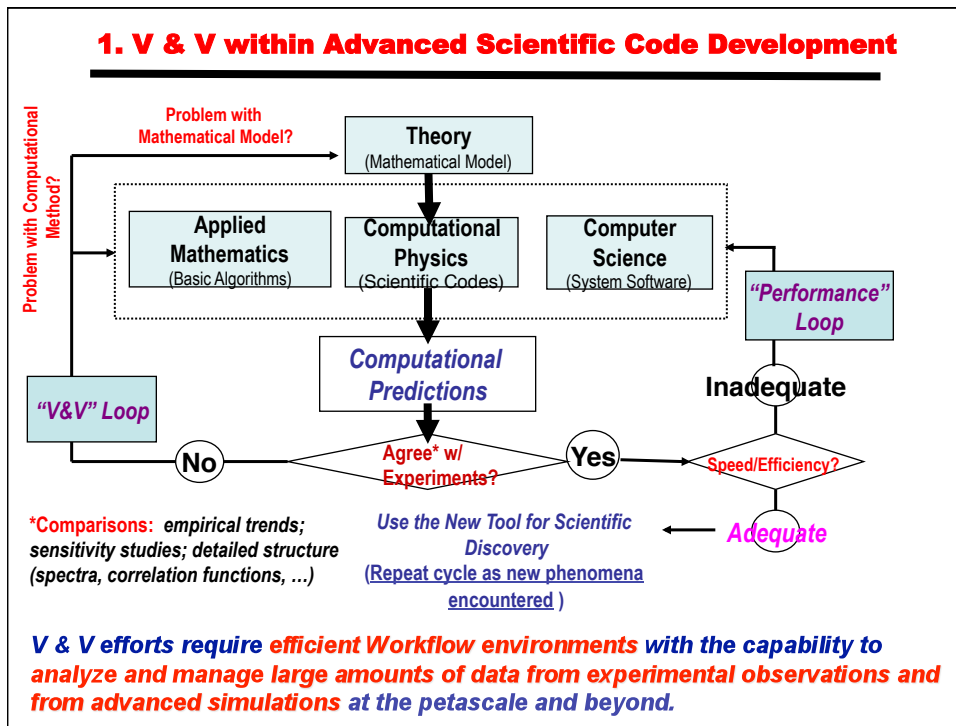 1. V & V within Advanced Scientific Code Development
Problem with
Mathematical Model?
Problem with Computational
Method?
Theory
(Mathematical Model)
Applied
Mathematics
(Basic Algorithms)
Computational
Physics
(Scientific Codes)
Computer
Science
(System Software)
“Performance”
Loop
Computational
Predictions
Inadequate
“V&V” Loop
No
Agree* w/
Experiments?
Yes
Speed/Efficiency?
Adequate
*Comparisons: empirical trends;
sensitivity studies; detailed structure
(spectra, correlation functions, …)
Use the New Tool for Scientific
Discovery
(Repeat cycle as new phenomena
encountered )
V & V efforts require efficient Workflow environments with the capability to
analyze and manage large amounts of data from experimental observations and
from advanced simulations at the petascale and beyond.